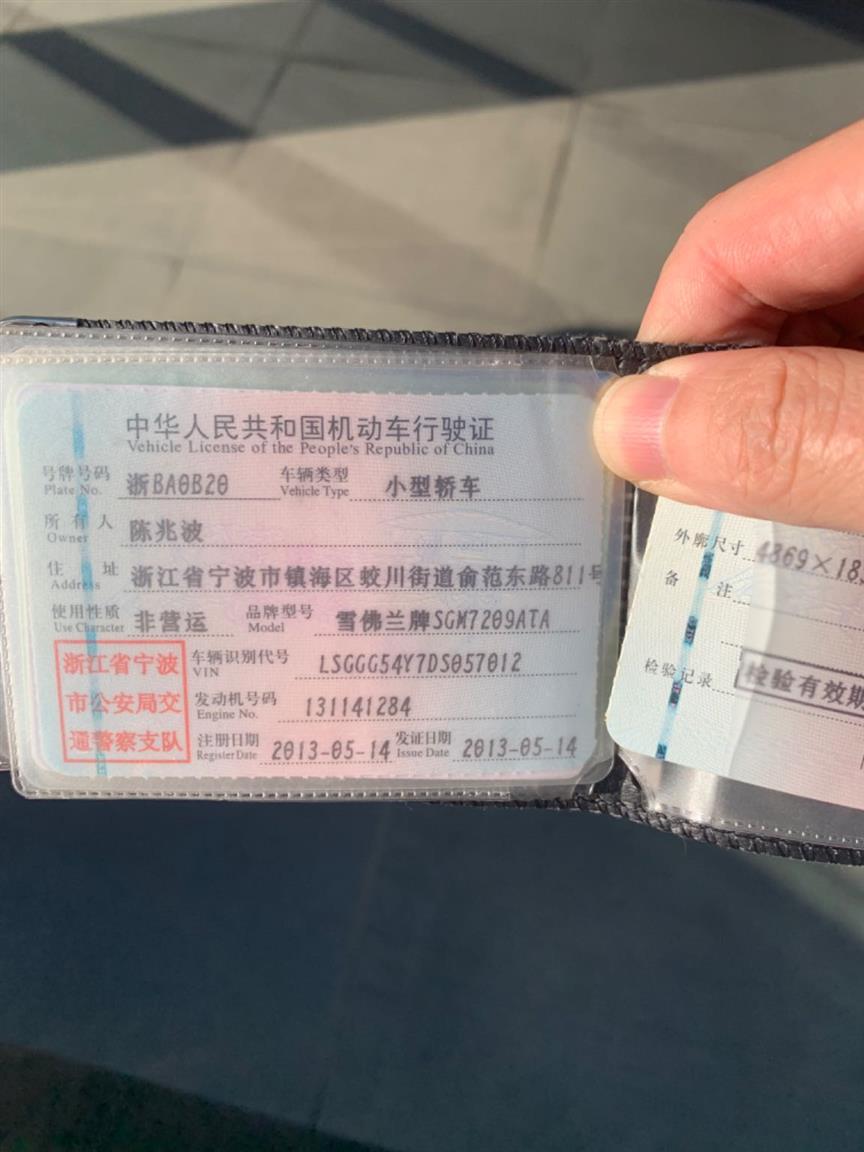 中华人民共和国机动车行驶证
Vehicle License of the People's Republic of China
号牌号码 浙BA0B20 车辆类型 小型轿车
Plate No. Vehicle Type
所有人 陈兆波
Owner
住址 浙江省宁波市镇海区蛟川街道俞范东路811号
Address
使用性质 非营运 品牌型号 雪佛兰牌SGM7209ATA
Use Character Model
浙江省宁波
市公安局交
通警察支队
车辆识别代号 LSGGG54Y7DS057012
VIN
发动机号码 131141284
Engine No.
注册日期 2013-05-14 发证日期 2013-05-14
Register Date Issue Date
外廓尺寸 4869×18
备注
检验记录
检验有效期